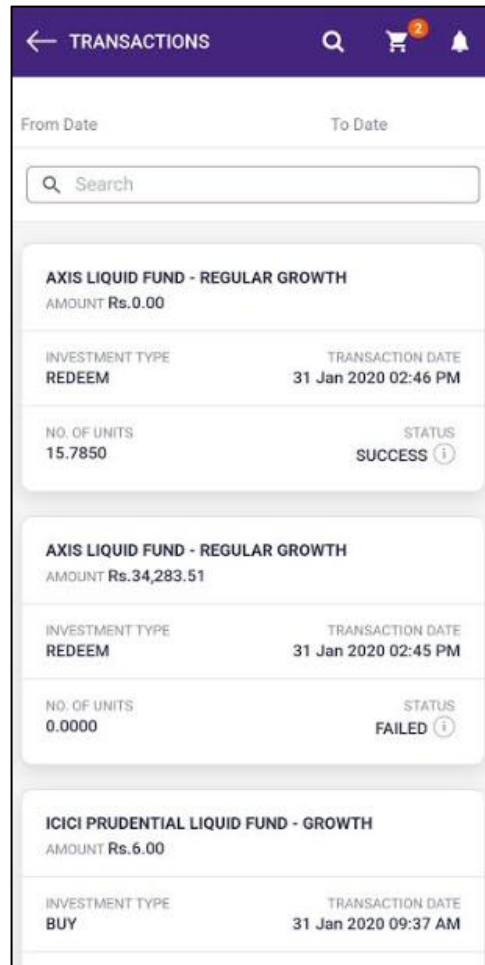 TRANSACTIONS 2
From Date To Date
Search
AXIS LIQUID FUND - REGULAR GROWTH
AMOUNT Rs.0.00
INVESTMENT TYPE TRANSACTION DATE
REDEEM 31 Jan 2020 02:46 PM
NO. OF UNITS STATUS
15.7850 SUCCESS i
AXIS LIQUID FUND - REGULAR GROWTH
AMOUNT Rs.34,283.51
INVESTMENT TYPE TRANSACTION DATE
REDEEM 31 Jan 2020 02:45 PM
NO. OF UNITS STATUS
0.0000 FAILED i
ICICI PRUDENTIAL LIQUID FUND - GROWTH
AMOUNT Rs.6.00
INVESTMENT TYPE TRANSACTION DATE
BUY 31 Jan 2020 09:37 AM